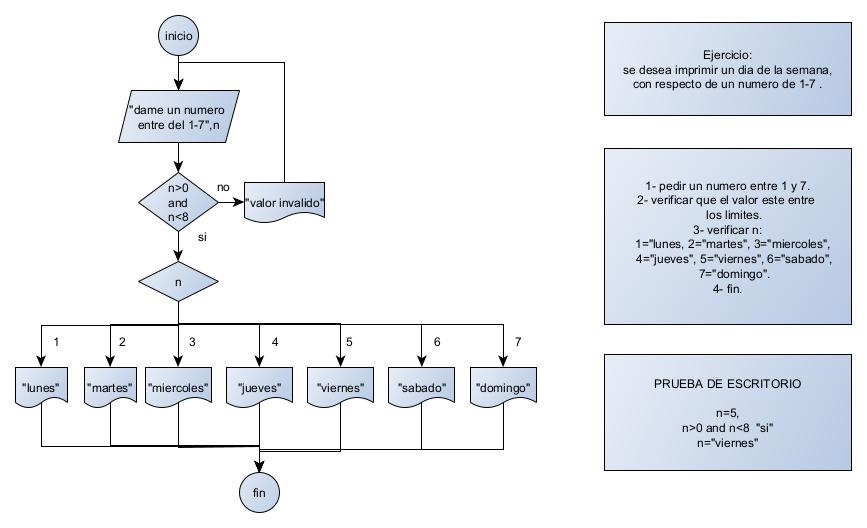 inicio
"dame un numero
entre del 1-7",n
n>0
and
n<8
no
"valor invalido"
si
n
1
2
3
4
5
6
7
"lunes"
"martes"
"miercoles"
"jueves"
"viernes"
"sabado"
"domingo"
fin
Ejercicio:
se desea imprimir un dia de la semana,
con respecto de un numero de 1-7 .
1- pedir un numero entre 1 y 7.
2- verificar que el valor este entre
los limites.
3- verificar n:
1="lunes, 2="martes", 3="miercoles",
4="jueves", 5="viernes", 6="sabado",
7="domingo".
4- fin.
PRUEBA DE ESCRITORIO
n=5,
n>0 and n<8 "si"
n="viernes"